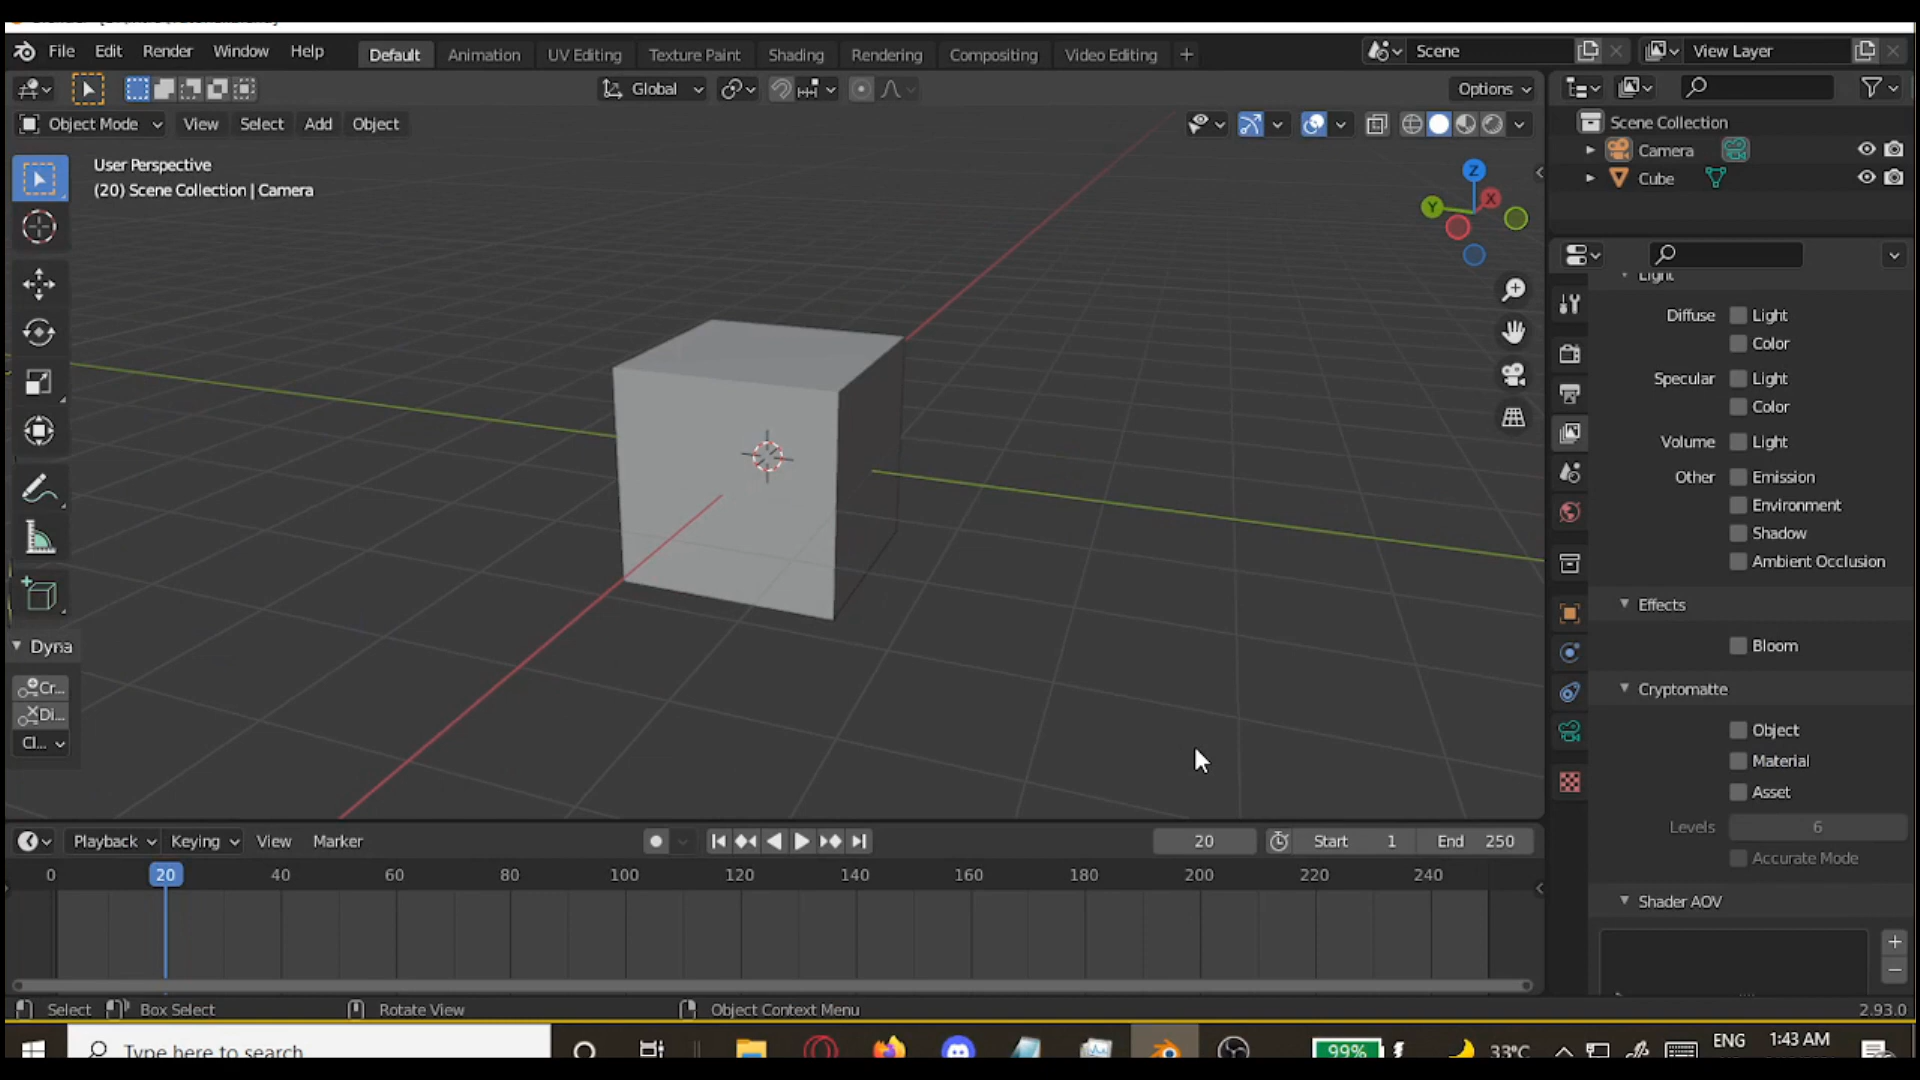 File Edit Render Window Help Default Animation UV Editing Texture Paint Shading Rendering Compositing Video Editing + Scene View Layer
Global Options
Object Mode View Select Add Object
User Perspective
(20) Scene Collection | Camera
Z
X
Y
Scene Collection
Camera
Cube
Light
Diffuse Light
Color
Specular Light
Color
Volume Light
Other Emission
Environment
Shadow
Ambient Occlusion
Effects
Bloom
Cryptomatte
Object
Material
Asset
Levels 6
Accurate Mode
Shader AOV
Dyna
Cr...
Di...
Cl...
Playback Keying View Marker 20 Start 1 End 250
0 20 40 60 80 100 120 140 160 180 200 220 240
Select Box Select Rotate View Object Context Menu 2.93.0
Type here to search 99% 33°C ENG 1:43 AM